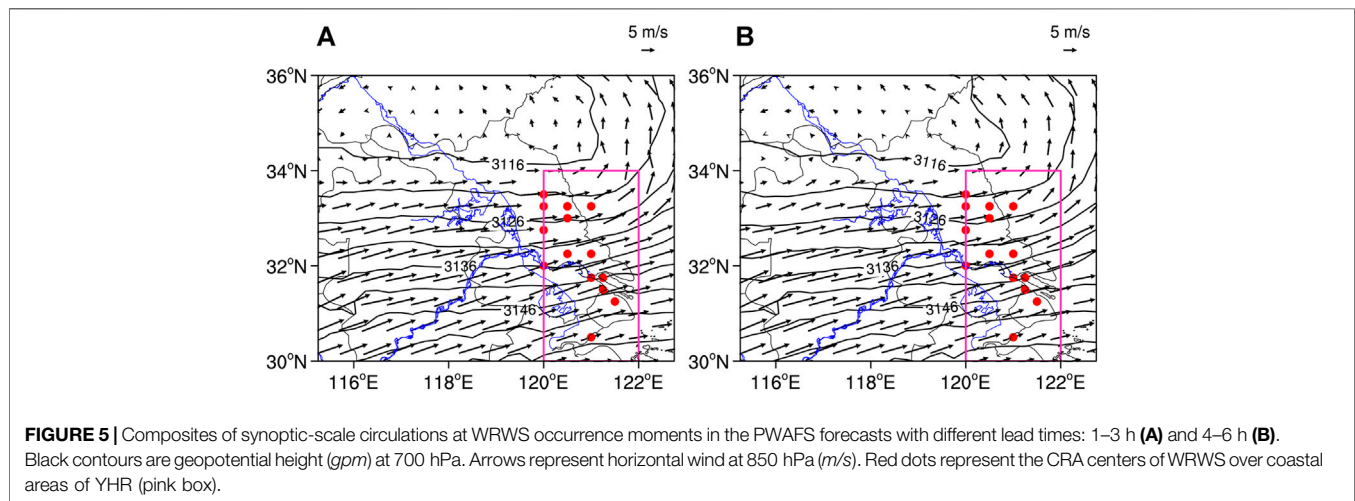 A
5 m/s
B
5 m/s
36°N
34°N
32°N
30°N
3116
3126
3136
3146
116°E
118°E
120°E
122°E
36°N
34°N
32°N
30°N
3116
3126
3136
3146
116°E
118°E
120°E
122°E
FIGURE 5 | Composites of synoptic-scale circulations at WRWS occurrence moments in the PWAFS forecasts with different lead times: 1–3 h (A) and 4–6 h (B).
Black contours are geopotential height (gpm) at 700 hPa. Arrows represent horizontal wind at 850 hPa (m/s). Red dots represent the CRA centers of WRWS over coastal
areas of YHR (pink box).